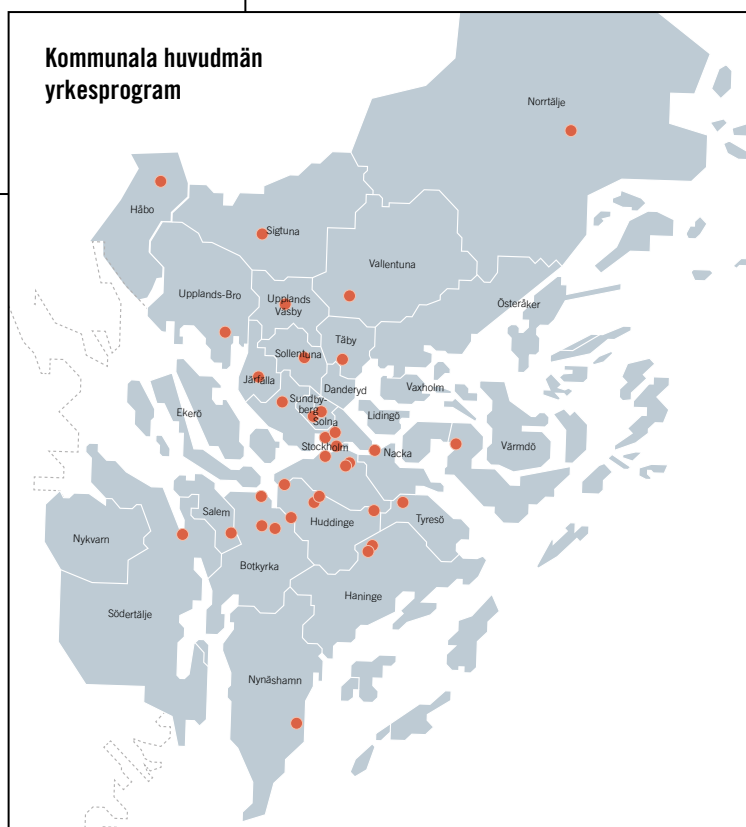 Kommunala huvudmän
yrkesprogram
Norrtälje
Håbo
Sigtuna
Vallentuna
Upplands-Bro
Upplands
Väsby
Österåker
Täby
Sollentuna
Järfälla
Danderyd
Vaxholm
Sundby-
berg
Ekerö
Lidingö
Solna
Stockholm
Nacka
Värmdö
Salem
Huddinge
Tyresö
Nykvarn
Botkyrka
Haninge
Södertälje
Nynäshamn